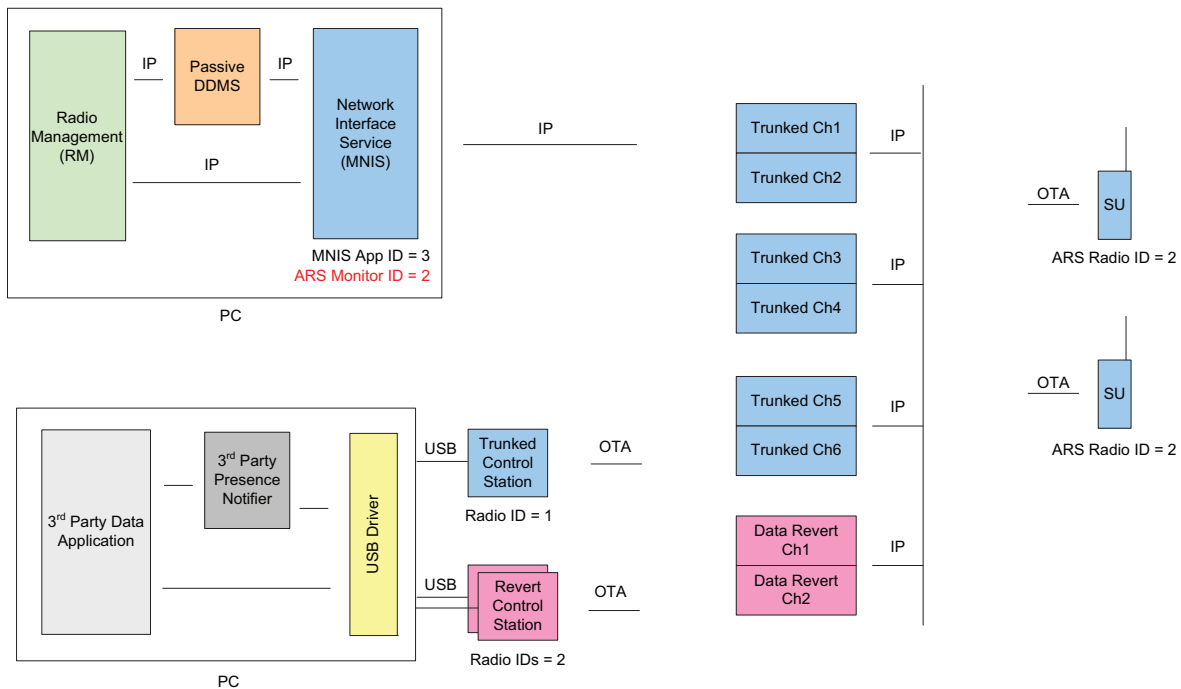 IP
Passive
DDMS
IP
Radio
Management
(RM)
Network
Interface
Service
(MNIS)
IP
MNIS App ID = 3
ARS Monitor ID = 2
PC
IP
Trunked Ch1
Trunked Ch2
IP
Trunked Ch3
Trunked Ch4
IP
Trunked Ch5
Trunked Ch6
IP
Data Revert
Ch1
Data Revert
Ch2
IP
OTA
SU
ARS Radio ID = 2
OTA
SU
ARS Radio ID = 2
3rd Party Data
Application
3rd Party
Presence
Notifier
USB Driver
USB
Trunked
Control
Station
Radio ID = 1
OTA
USB
Revert
Control
Station
Radio IDs = 2
OTA
PC